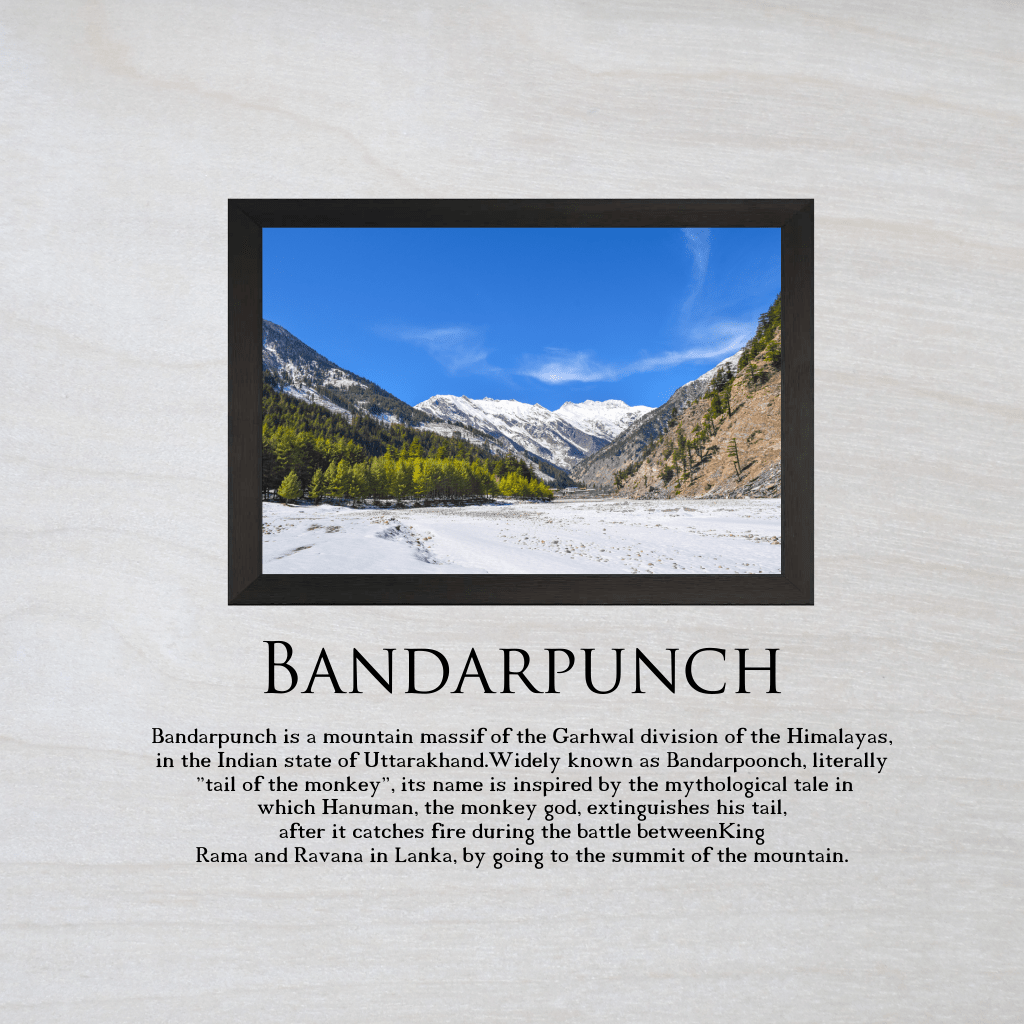 BANDARPUNCH
Bandarpunch is a mountain massif of the Garhwal division of the Himalayas,
in the Indian state of Uttarakhand.Widely known as Bandarpoonch, literally
"tail of the monkey", its name is inspired by the mythological tale in
which Hanuman, the monkey god, extinguishes his tail,
after it catches fire during the battle betweenKing
Rama and Ravana in Lanka, by going to the summit of the mountain.